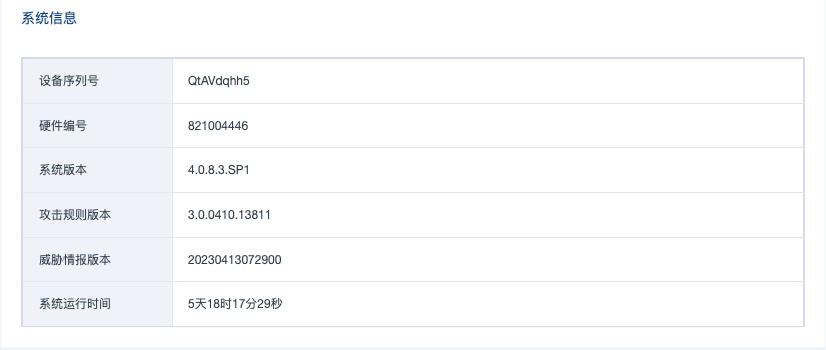 系统信息
设备序列号 QtAVdqhh5
硬件编号 821004446
系统版本 4.0.8.3.SP1
攻击规则版本 3.0.0410.13811
威胁情报版本 20230413072900
系统运行时间 5天18时17分29秒